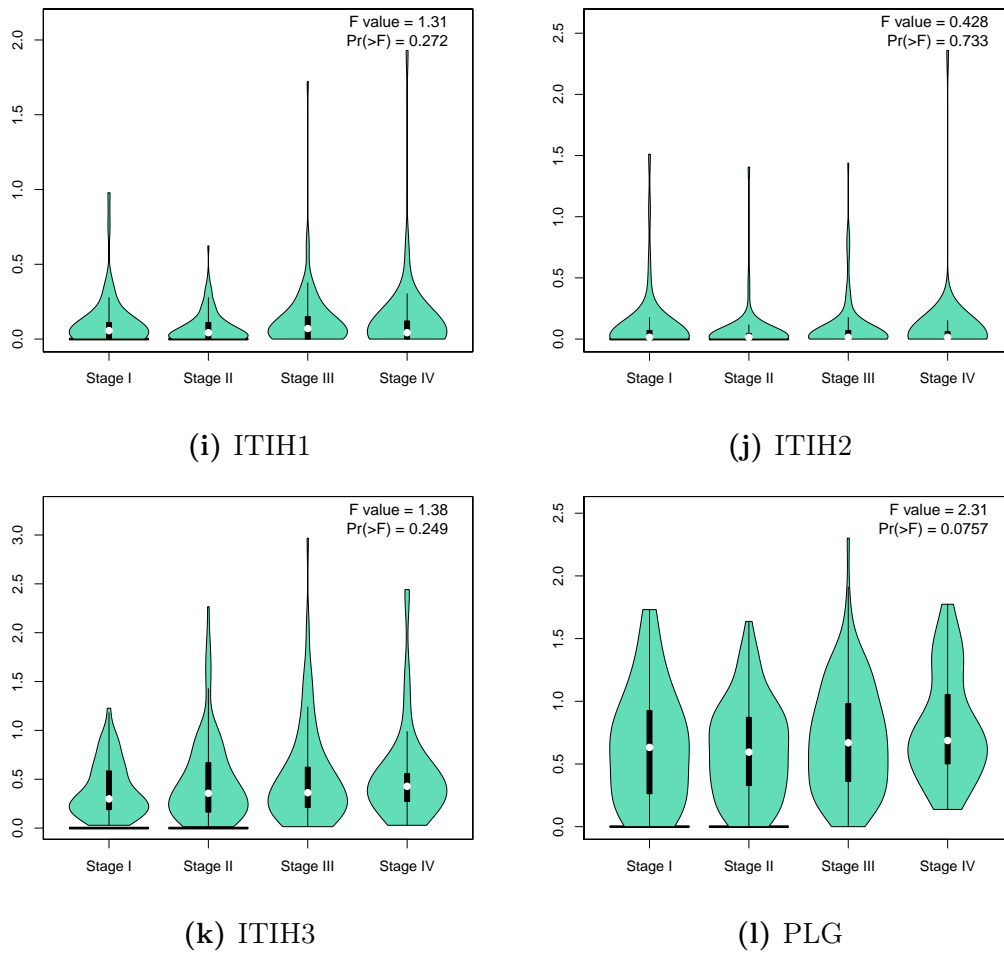 F value = 1.31
Pr(>F) = 0.272
2.0
1.5
1.0
0.5
0.0
Stage I Stage II Stage III Stage IV
(i) ITIH1
F value = 0.428
Pr(>F) = 0.733
2.5
2.0
1.5
1.0
0.5
0.0
Stage I Stage II Stage III Stage IV
(j) ITIH2
F value = 1.38
Pr(>F) = 0.249
3.0
2.5
2.0
1.5
1.0
0.5
0.0
Stage I Stage II Stage III Stage IV
(k) ITIH3
F value = 2.31
Pr(>F) = 0.0757
2.5
2.0
1.5
1.0
0.5
0.0
Stage I Stage II Stage III Stage IV
(l) PLG